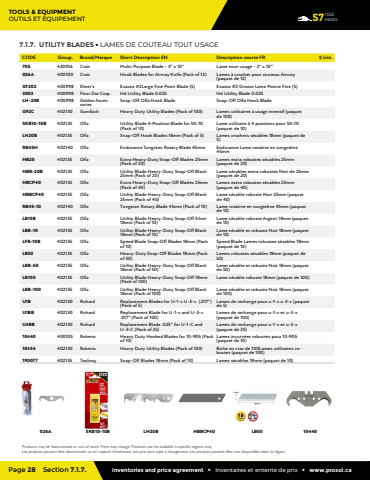 TOOLS & EQUIPMENT
OUTILS ET ÉQUIPEMENT
S7 TOOL INDEX
7.1.7. UTILITY BLADES • LAMES DE COUTEAU TOUT USAGE
CODE Group. Brand/Marque Short Description EN Description courte FR $ List.
705 400106 Crain Multi-Purpose Blade - 3" x 10" Lame tout-usage - 3" x 10"
026A 400100 Crain Hook Blades for Airway Knife (Pack of 12) Lames à crochet pour couteau Airway
(paquet de 12)
XF202 400998 Elmer's Exacto #2Large Fine Point Blade (5) Exacto #2 Grosse Lame Pointe Fine (5)
2003 400998 Floor Dist Corp. Hd Utility Blade 0.025 Hd Utility Blade 0.025
LH-20B 400998 Golden Acces-
sories Snap-Off Olfa Hook Blade Snap-Off Olfa Hook Blade
GR2C 402130 Gundlach Heavy Duty Utility Blades (Pack of 100) Lames utilitaires à usage intensif (paquet
de 100)
SKB10-10B 402135 Olfa Utility Blade 4-Position Blade for SK-10
(Pack of 10) Lame utilitaire à 4 positions pour SK-10
(paquet de 10)
LH20B 402135 Olfa Snap-Off Hook Blades 18mm (Pack of 5) Lames crochets sécables 18mm (paquet de
5)
RB45H 402140 Olfa Endurance Tungsten Rotary Blade 45mm Endurance Lame rotative en tungstène
45mm
HB20 402135 Olfa Extra Heavy-Duty Snap-Off Blades 25mm
(Pack of 20) Lames extra robustes sécables 25mm
(paquet de 20)
HBB-20B 402135 Olfa Utility Blade Heavy-Duty Snap-Off Black
25mm (Pack of 20) Lame sécables extra robustes Noir de 25mm
(paquet de 20)
HBCP40 402135 Olfa Extra Heavy-Duty Snap-Off Blades 25mm
(Pack of 40) Lames extra robustes sécables 25mm
(paquet de 40)
HBBCP40 402135 Olfa Utility Blade Heavy-Duty Snap-Off Black
25mm (Pack of 40) Lame sécable robuste Noir 25mm (paquet
de 40)
RB45-10 402140 Olfa Tungsten Rotary Blade 45mm (Pack of 10) Lame rotative en tungstène 45mm (paquet
de 10)
LB10B 402135 Olfa Utility Blade Heavy-Duty Snap-Off Silver
18mm (Pack of 10) Lame sécable robuste Argent 18mm (paquet
de 10)
LBB-10 402135 Olfa Utility Blade Heavy-Duty Snap-Off Black
18mm (Pack of 10) Lame sécable et robuste Noir 18mm (paquet
de 10)
LFB-10B 402135 Olfa Speed Blade Snap-Off Blades 18mm (Pack
of 10) Speed Blade Lames robustes sécables 18mm
(paquet de 10)
LB50 402135 Olfa Heavy-Duty Snap-Off Blades 18mm (Pack
of 50) Lames robustes sécables 18mm (paquet de
50)
LBB-50 402135 Olfa Utility Blade Heavy-Duty Snap-Off Black
18mm (Pack of 50) Lame sécable et robuste Noir 18mm (paquet
de 50)
LB100 402135 Olfa Utility Blade Heavy-Duty Snap-Off 18mm
(Pack of 100) Lame sécable robuste 18mm (paquet de 100)
LBB-100 402135 Olfa Utility Blade Heavy-Duty Snap-Off Black
18mm (Pack of 100) Lame sécable et robuste Noir 18mm (paquet
de 100)
U1B 402130 Richard Replacement Blades for U-1-c U-3-c (.017")
(Pack of 5) Lames de rechange pour u-1-c u-3-c (paquet
de 5)
U1BB 402130 Richard Replacement Blade for U-1-c and U-3-c
.017" (Pack of 100) Lames de rechange pour u-1-c et u-3-c
(paquet de 100)
U4BB 402130 Richard Replacement Blade .025" for U-1-C and
U-3-C (Pack of 25) Lames de rechange pour u-1-c et u-3-c
(paquet de 25)
10440 400105 Roberts Heavy Duty Hooked Blades for 10-905 (Pack
of 10) Lames incurvées robustes pour 10-905
(paquet de 10)
10434 402130 Roberts Heavy Duty Utility Blades (Pack of 100) Boîte en vrac de 100Lames utilitaires ro-
bustes (paquet de 100)
190077 402135 Toolway Snap-Off Blades 18mm (Pack of 10) Lames sécables 18mm (paquet de 10)
026A SKB10-10B LH20B HBBCP40 LB50 10440
Products may be discontinued or out of stock. Price may change. Products can be available in specific regions only.
Les produits peuvent être discontinués ou en rupture d'inventaire. Les prix sont sujet à changement. Les produits peuvent être non disponibles selon la région.
Page 28 Section 7.1.7. Inventories and price agreement • Inventaires et entente de prix • www.prosol.ca